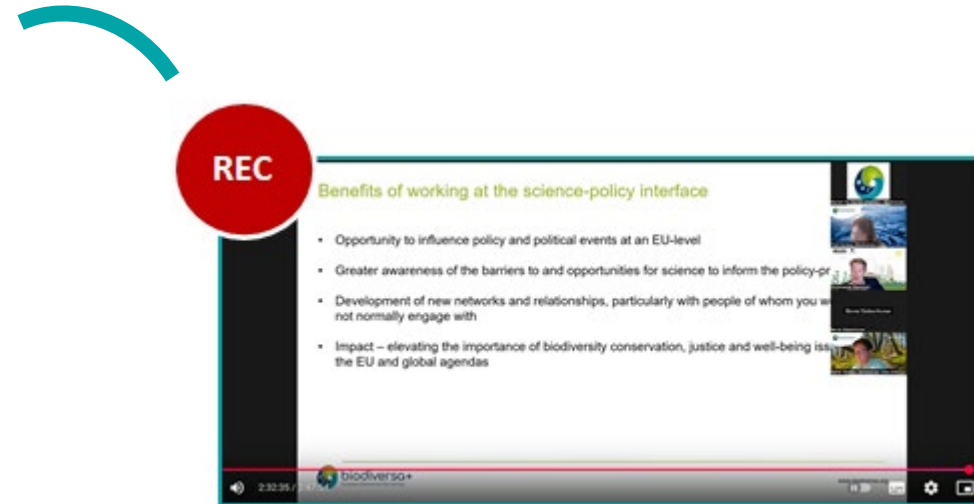 REC
Benefits of working at the science-policy interface
• Opportunity to influence policy and political events at an EU-level
• Greater awareness of the barriers to and opportunities for science to inform the policy-pr
• Development of new networks and relationships, particularly with people of whom you w
not normally engage with
• Impact – elevating the importance of biodiversity conservation, justice and well-being iss
the EU and global agendas
biodiversa+
2:32:35 /